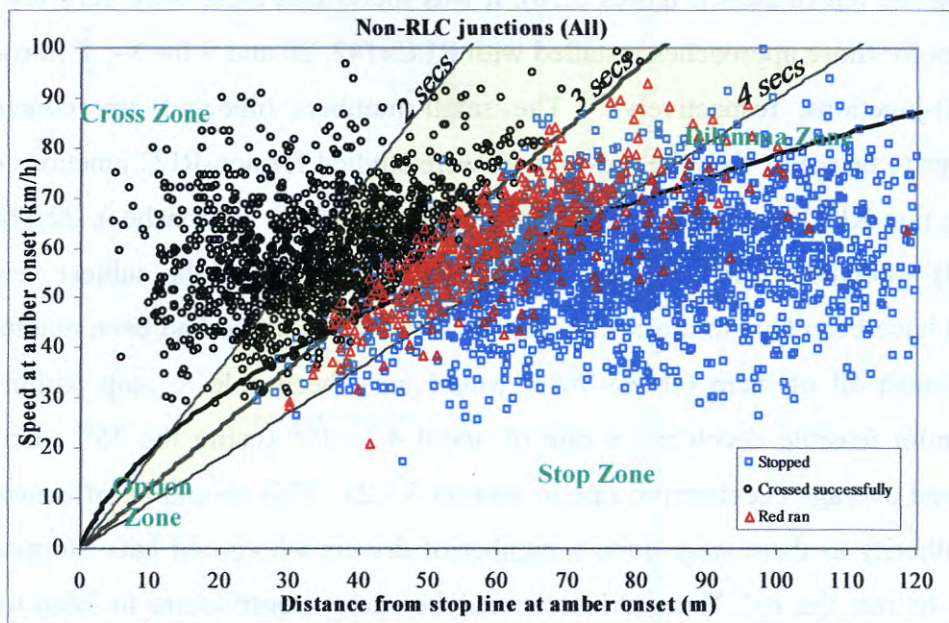 Non-RLC junctions (All)
100
90
80
70
60
50
40
30
20
10
0
Speed at amber onset (km/h)
Cross Zone
2 secs
3 secs
4 secs
Dilemma Zone
Option
Zone
Stop Zone
Stopped
Crossed successfully
Red ran
0 10 20 30 40 50 60 70 80 90 100 110 120
Distance from stop line at amber onset (m)